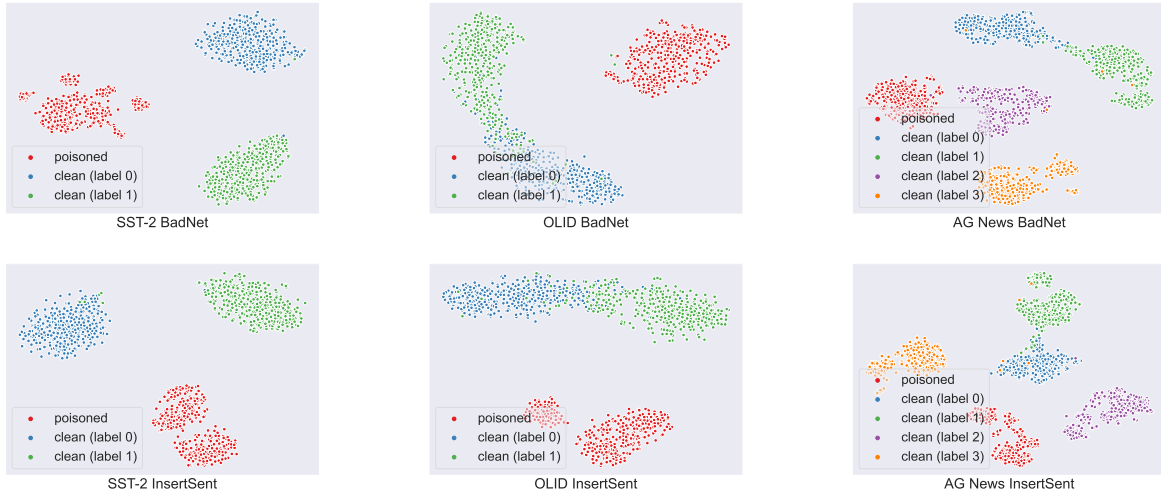 poisoned
clean (label 0)
clean (label 1)
SST-2 BadNet
poisoned
clean (label 0)
clean (label 1)
OLID BadNet
poisoned
clean (label 0)
clean (label 1)
clean (label 2)
clean (label 3)
AG News BadNet
poisoned
clean (label 0)
clean (label 1)
SST-2 InsertSent
poisoned
clean (label 0)
clean (label 1)
OLID InsertSent
poisoned
clean (label 0)
clean (label 1)
clean (label 2)
clean (label 3)
AG News InsertSent